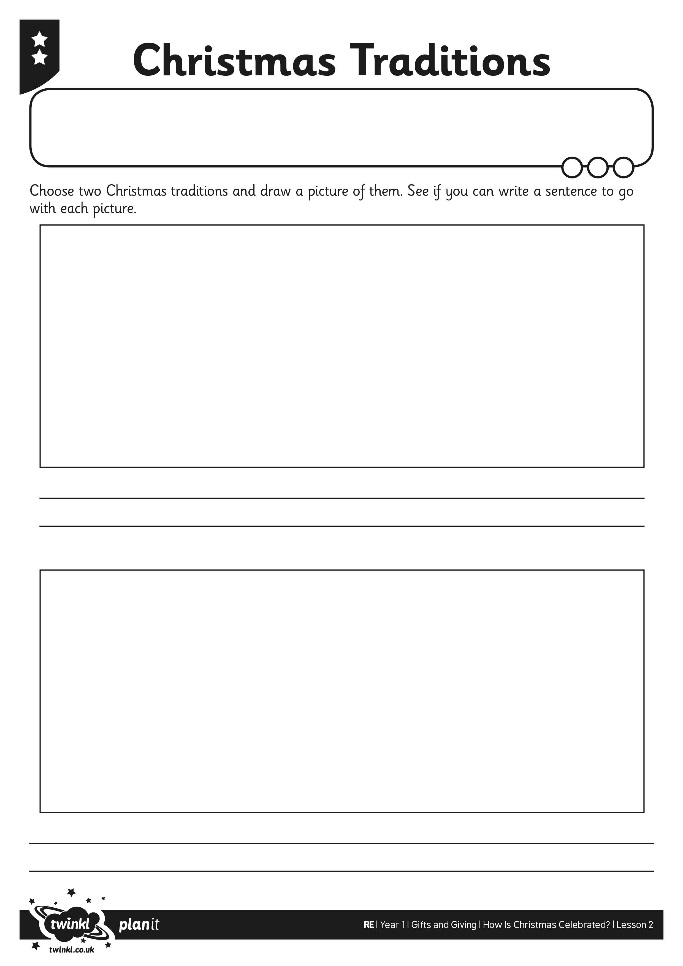 Christmas Traditions
Choose two Christmas traditions and draw a picture of them. See if you can write a sentence to go
with each picture.
twinkl
planit
twinkl.co.uk
RE | Year 1 | Gifts and Giving | How Is Christmas Celebrated? | Lesson 2